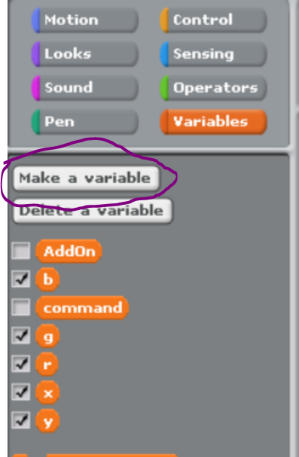 Motion Control
Looks Sensing
Sound Operators
Pen Variables
Make a variable
Delete a variable
AddOn
b
command
g
r
x
y